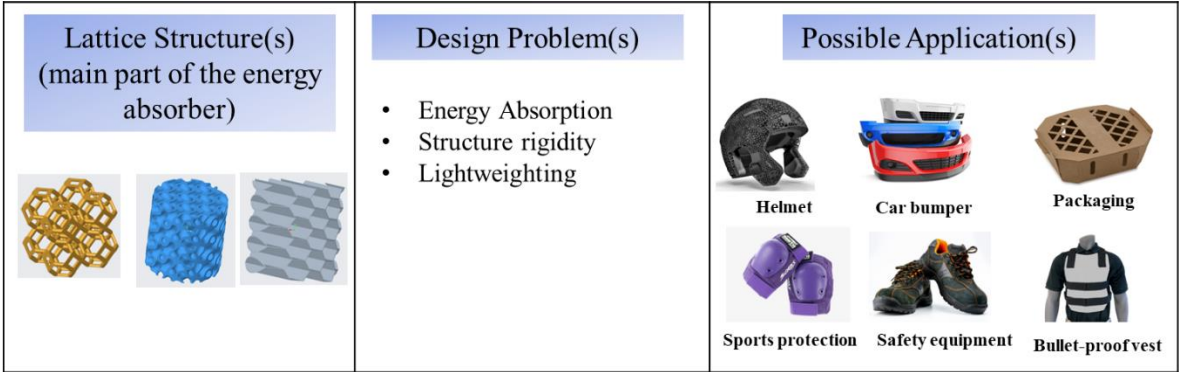 Lattice Structure(s)
(main part of the energy
absorber)
Design Problem(s)
• Energy Absorption
• Structure rigidity
• Lightweighting
Possible Application(s)
Helmet
Car bumper
Packaging
Sports protection
Safety equipment
Bullet-proof vest